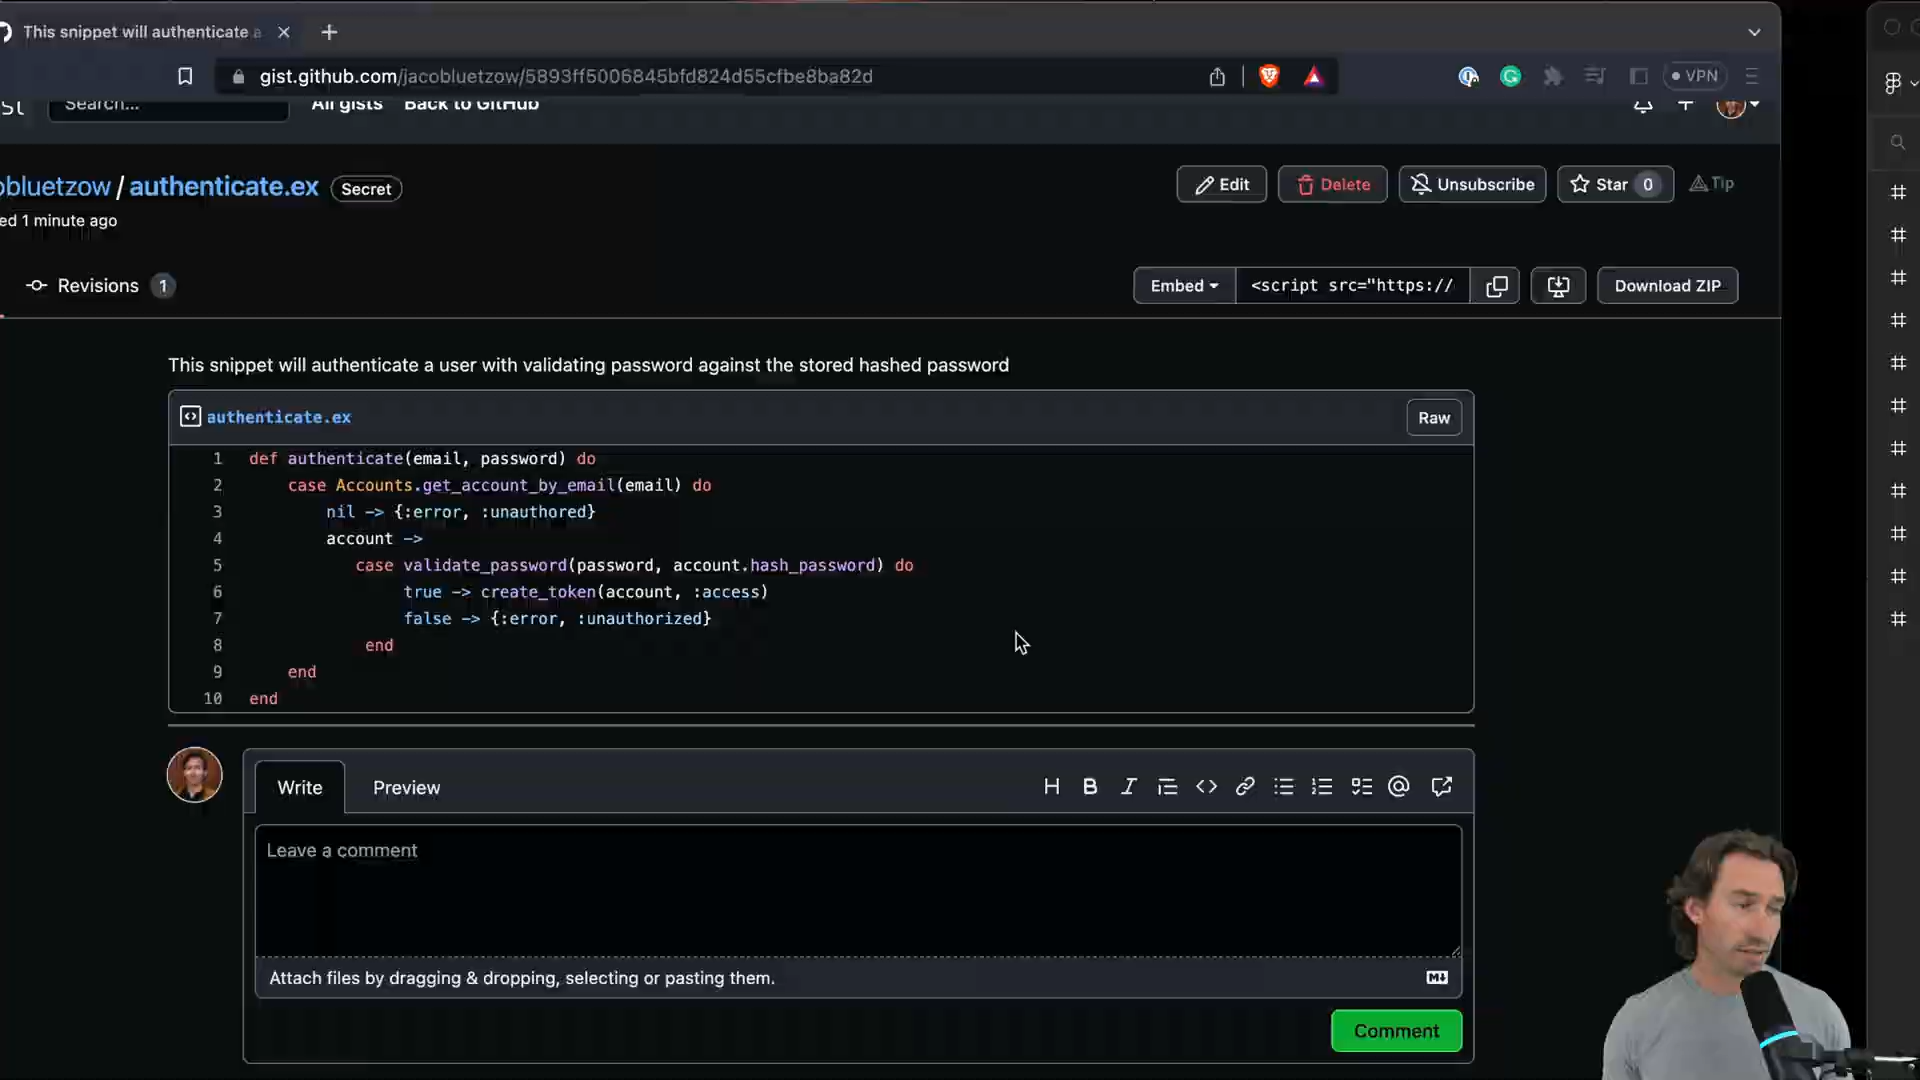 This snippet will authenticate a
gist.github.com/jacobluetzow/5893ff5006845bfd824d55cfbe8ba82d
VPN
st
Search...
All gists
Back to GitHub
obluetzow / authenticate.ex
Secret
ed 1 minute ago
Edit
Delete
Unsubscribe
Star
0
Tip
Revisions
1
Embed
<script src="https://
Download ZIP
This snippet will authenticate a user with validating password against the stored hashed password
authenticate.ex
Raw
1 def authenticate(email, password) do
2 case Accounts.get_account_by_email(email) do
3 nil -> {:error, :unauthored}
4 account ->
5 case validate_password(password, account.hash_password) do
6 true -> create_token(account, :access)
7 false -> {:error, :unauthorized}
8 end
9 end
10 end
Write
Preview
Leave a comment
Attach files by dragging & dropping, selecting or pasting them.
Comment